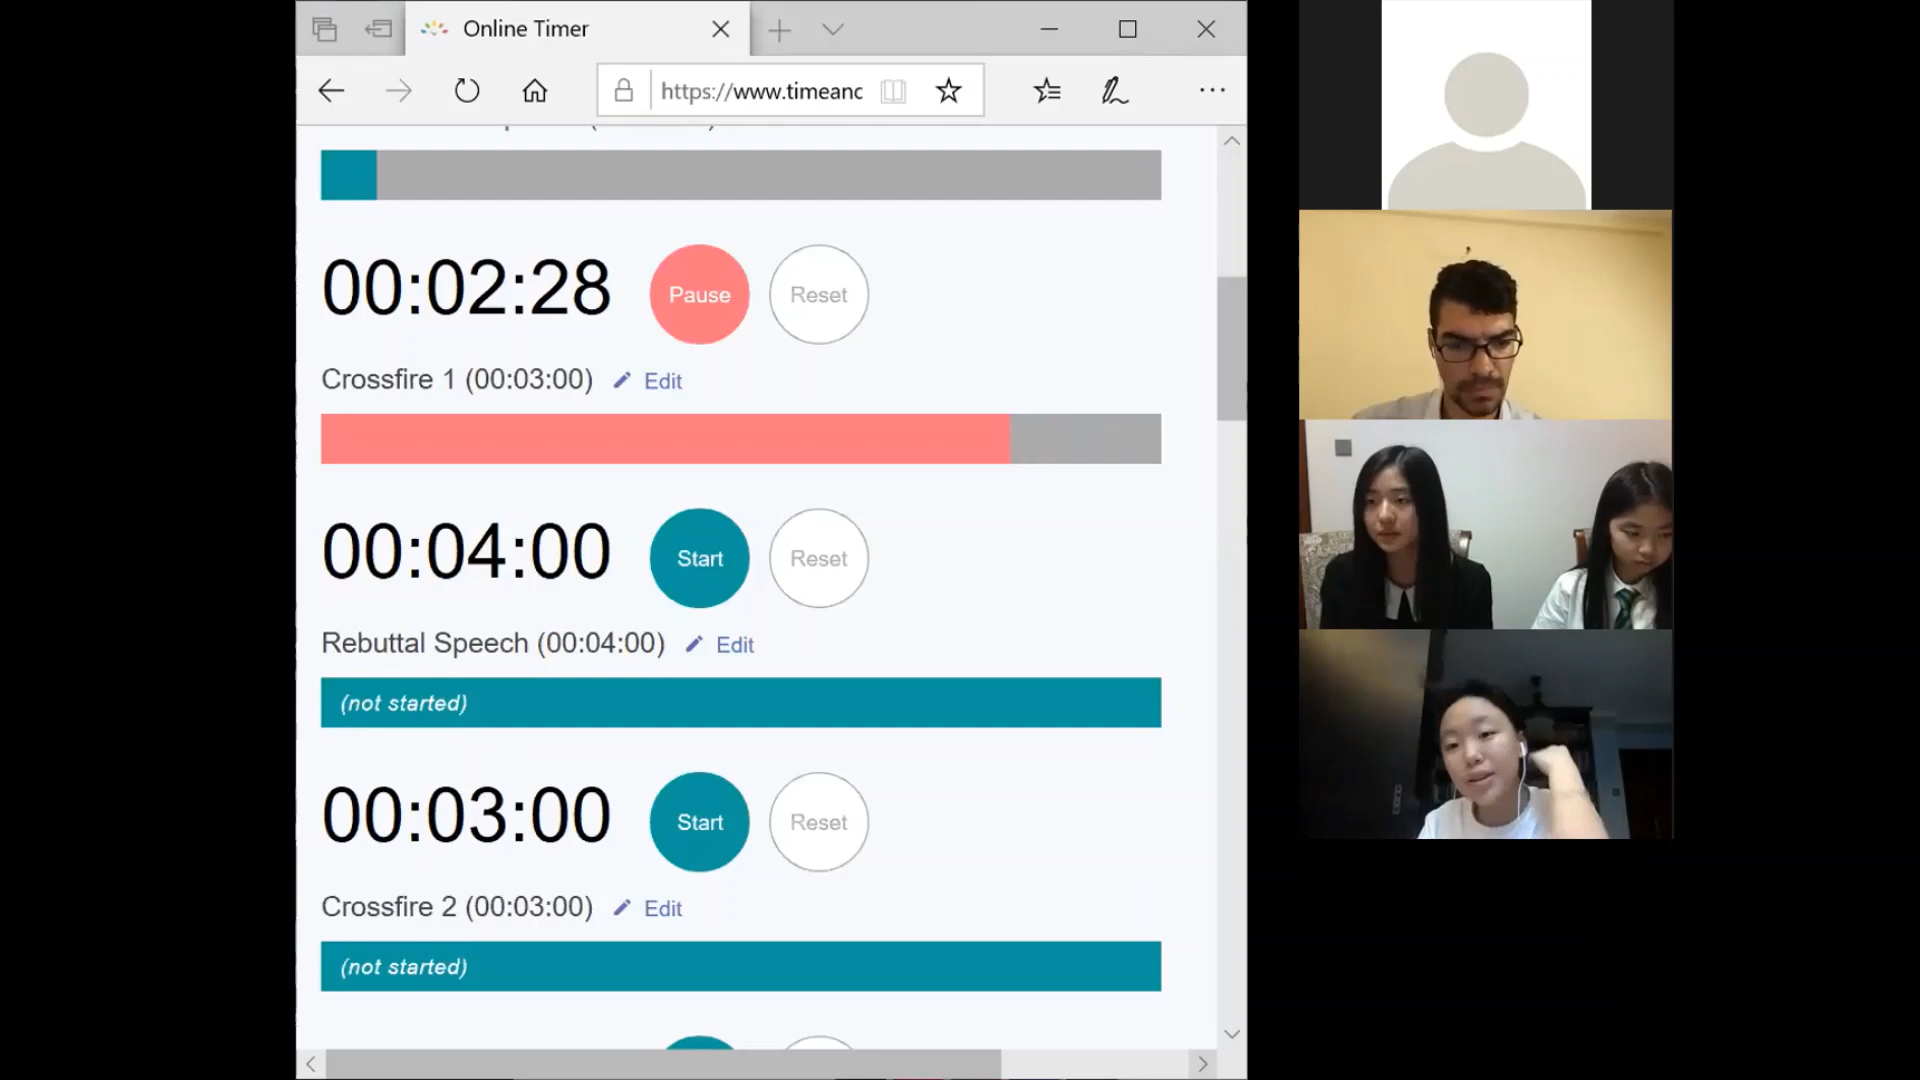 Online Timer
https://www.timeanc
00:02:28
Pause
Reset
Crossfire 1 (00:03:00)
Edit
00:04:00
Start
Reset
Rebuttal Speech (00:04:00)
Edit
(not started)
00:03:00
Start
Reset
Crossfire 2 (00:03:00)
Edit
(not started)